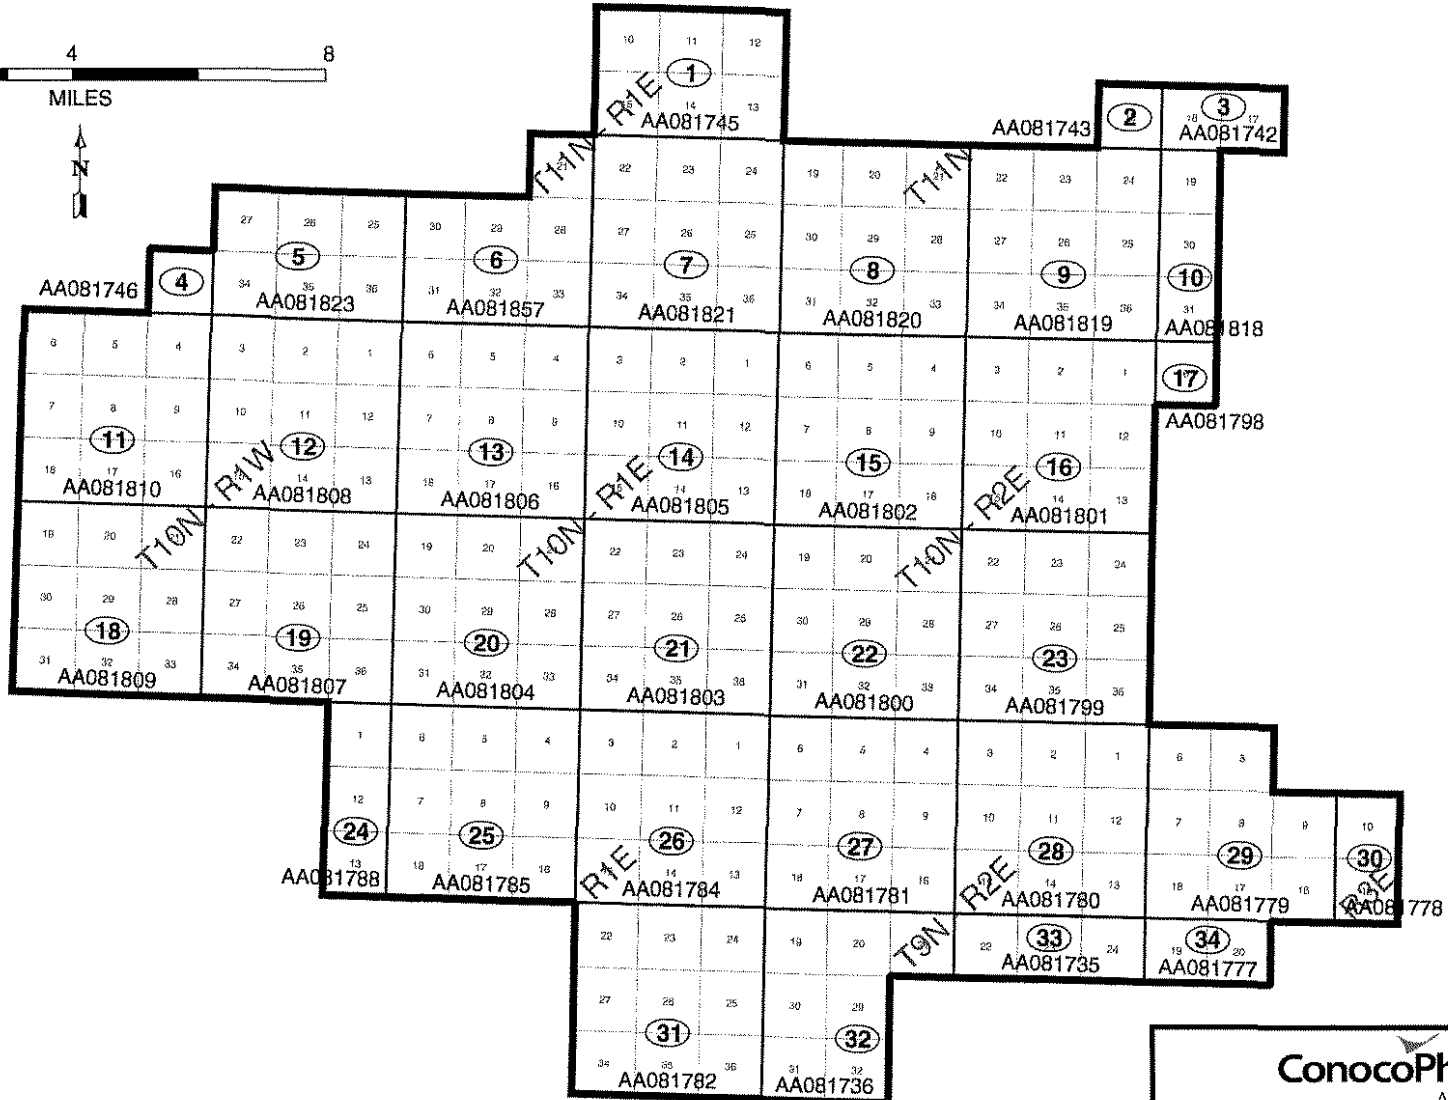 4 8
MILES
N
10 11 12
1
14 13
AA081745
T11N - R1E
AA081743
2
3
18 17
AA081742
T11N
22 23 24 19 20 22 23 24 19
27 26 25 30 29 28 27 26 25 30 29 28 27 26 25 30
4
5
6
7
8
9
10
AA081746
34 35 36 31 32 33 34 35 36 31 32 33 34 35 36 31
AA081823
AA081857
AA081821
AA081820
AA081819
AA081818
6 5 4 3 2 1 6 5 4 3 2 1 6 5 4 3 2 1
17
AA081798
7 8 9 10 11 12 7 8 9 10 11 12 7 8 9 10 11 12
11
12
13
14
15
16
18 17 16 14 13 18 17 16 14 13 18 17 16 14 13
AA081810
AA081808
AA081806
AA081805
AA081802
AA081801
T10N - R1W
T10N - R1E
T10N - R2E
19 20 22 23 24 19 20 22 23 24 19 20 22 23 24
30 29 28 27 26 25 30 29 28 27 26 25 30 29 28 27 26 25
18
19
20
21
22
23
31 32 33 34 35 36 31 32 33 34 35 36 31 32 33 34 35 36
AA081809
AA081807
AA081804
AA081803
AA081800
AA081799
1 6 5 4 3 2 1 6 5 4 3 2 1 6 5
12 7 8 9 10 11 12 7 8 9 10 11 12 7 8 9 10
24
25
26
27
28
29
30
13 18 17 16 14 13 18 17 16 14 13 18 17 16
AA081788
AA081785
AA081784
AA081781
AA081780
AA081779
AA081778
R1E
R2E
R3E
T9N
22 23 24 19 20 22 24 19 20
33
34
AA081735
AA081777
27 26 25 30 29
31
32
34 35 36 31 32
AA081782
AA081736
ConocoPh